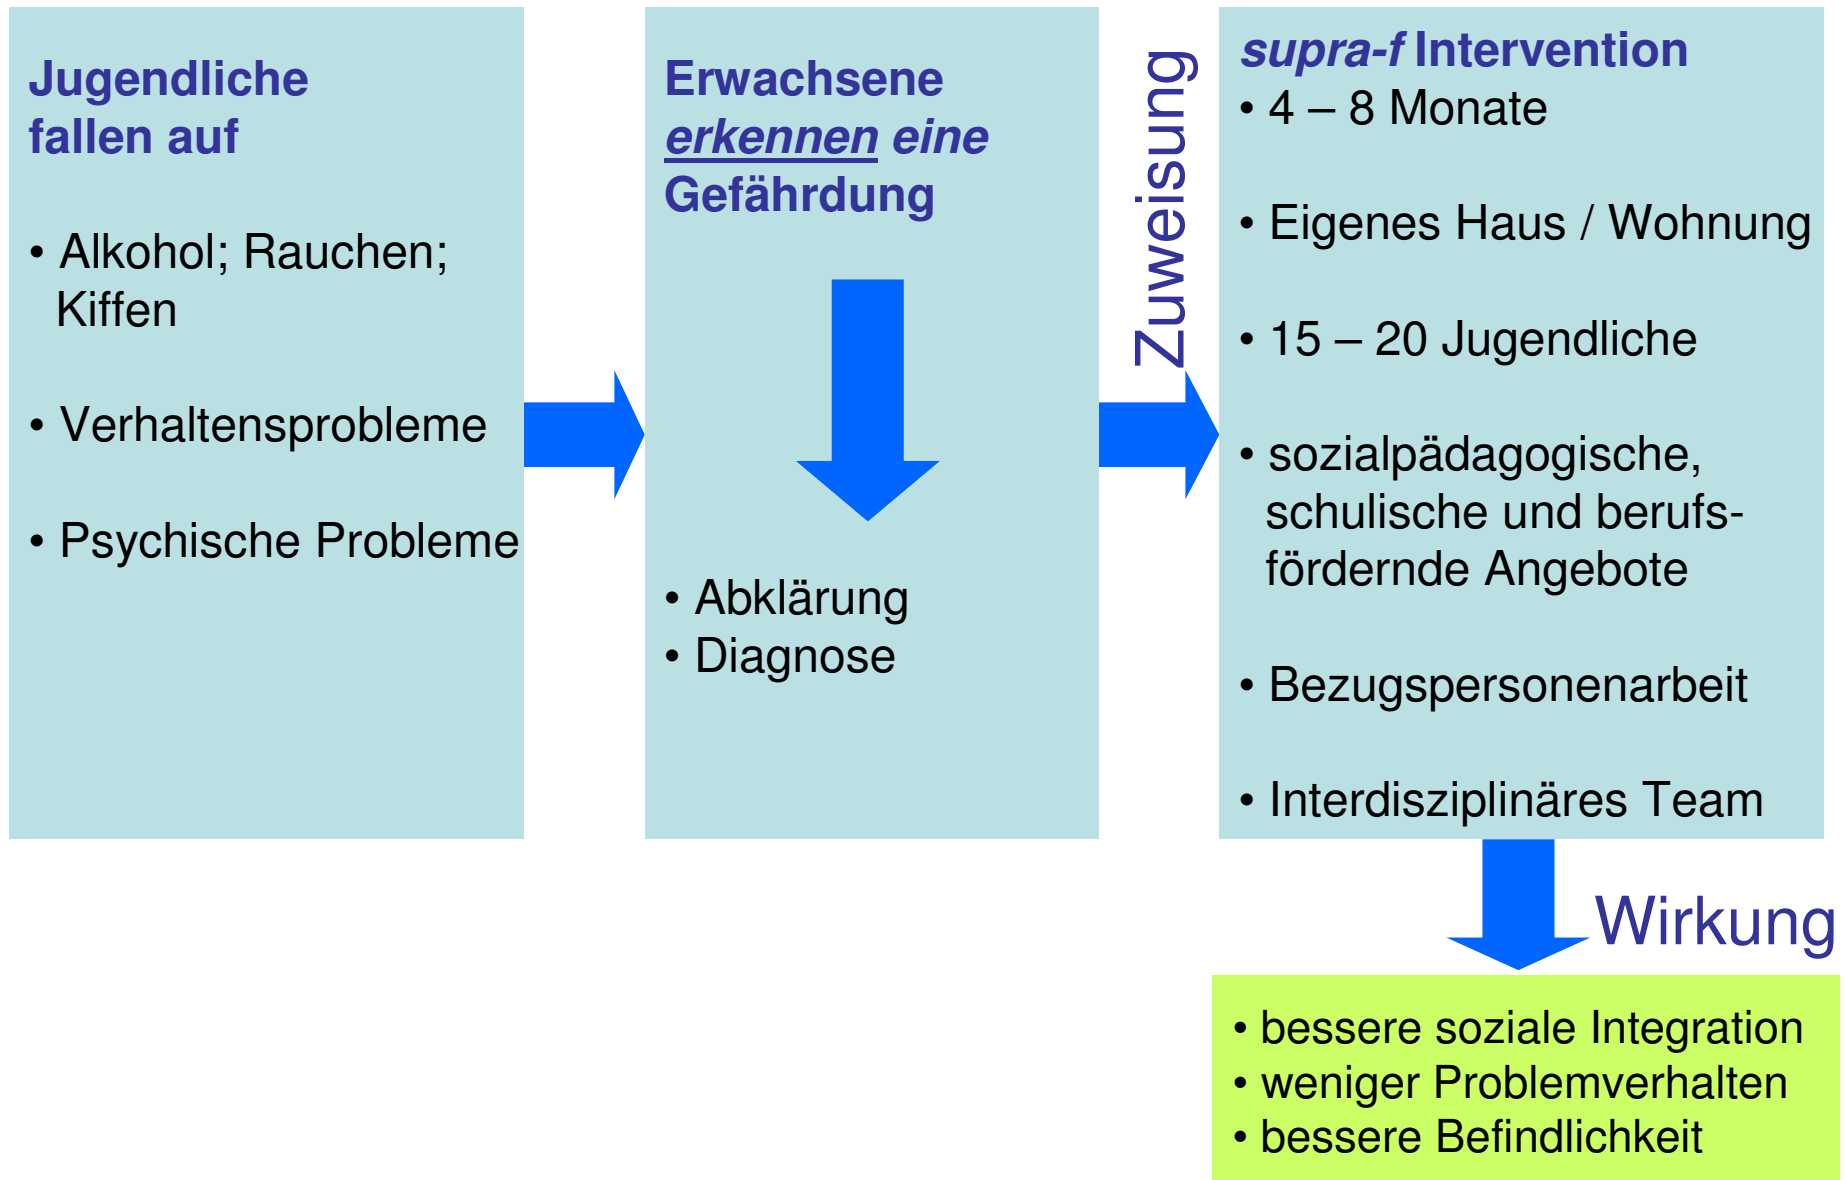 Jugendliche
fallen auf
• Alkohol; Rauchen;
Kiffen
• Verhaltensprobleme
• Psychische Probleme
Erwachsene
erkennen eine
Gefährdung
• Abklärung
• Diagnose
Zuweisung
supra-f Intervention
• 4 – 8 Monate
• Eigenes Haus / Wohnung
• 15 – 20 Jugendliche
• sozialpädagogische,
schulische und berufs-
fördernde Angebote
• Bezugspersonenarbeit
• Interdisziplinäres Team
Wirkung
• bessere soziale Integration
• weniger Problemverhalten
• bessere Befindlichkeit